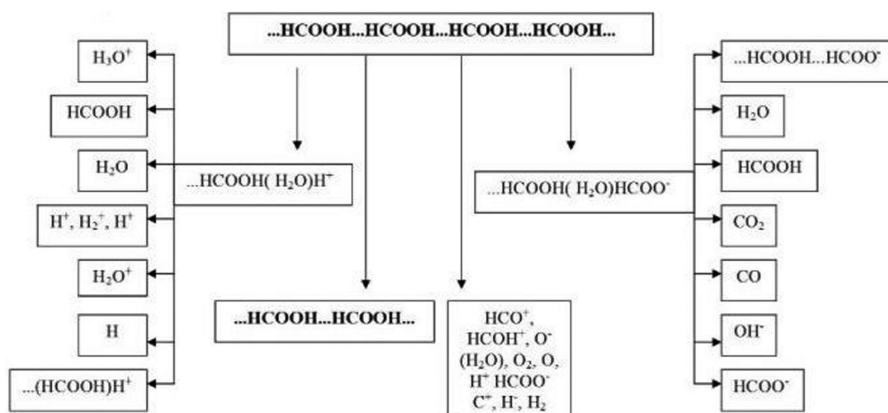 ...HCOOH...HCOOH...HCOOH...HCOOH...
H₃O⁺
HCOOH
H₂O
H⁺, H₂⁺, H⁺
H₂O⁺
H
...(HCOOH)H⁺
...HCOOH( H₂O)H⁺
...HCOOH...HCOOH...
HCO⁺,
HCOH⁺, O⁻
(H₂O), O₂, O,
H⁺ HCOO⁻
C⁺, H⁻, H₂
...HCOOH( H₂O)HCOO⁻
...HCOOH...HCOO⁻
H₂O
HCOOH
CO₂
CO
OH⁻
HCOO⁻